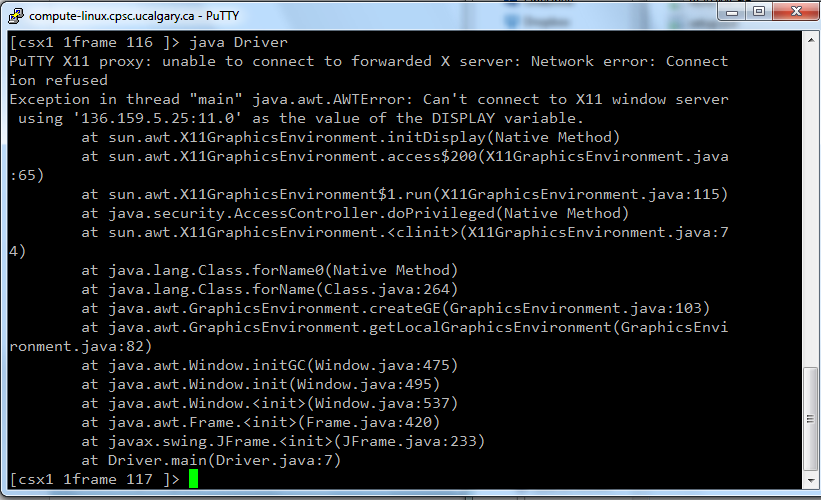 compute-linux.cpsc.ucalgary.ca - PuTTY
[csx1 1frame 116 ]> java Driver
PuTTY X11 proxy: unable to connect to forwarded X server: Network error: Connect
ion refused
Exception in thread "main" java.awt.AWTError: Can't connect to X11 window server
 using '136.159.5.25:11.0' as the value of the DISPLAY variable.
        at sun.awt.X11GraphicsEnvironment.initDisplay(Native Method)
        at sun.awt.X11GraphicsEnvironment.access$200(X11GraphicsEnvironment.java
:65)
        at sun.awt.X11GraphicsEnvironment$1.run(X11GraphicsEnvironment.java:115)
        at java.security.AccessController.doPrivileged(Native Method)
        at sun.awt.X11GraphicsEnvironment.<clinit>(X11GraphicsEnvironment.java:7
4)
        at java.lang.Class.forName0(Native Method)
        at java.lang.Class.forName(Class.java:264)
        at java.awt.GraphicsEnvironment.createGE(GraphicsEnvironment.java:103)
        at java.awt.GraphicsEnvironment.getLocalGraphicsEnvironment(GraphicsEnvi
ronment.java:82)
        at java.awt.Window.initGC(Window.java:475)
        at java.awt.Window.init(Window.java:495)
        at java.awt.Window.<init>(Window.java:537)
        at java.awt.Frame.<init>(Frame.java:420)
        at javax.swing.JFrame.<init>(JFrame.java:233)
        at Driver.main(Driver.java:7)
[csx1 1frame 117 ]>